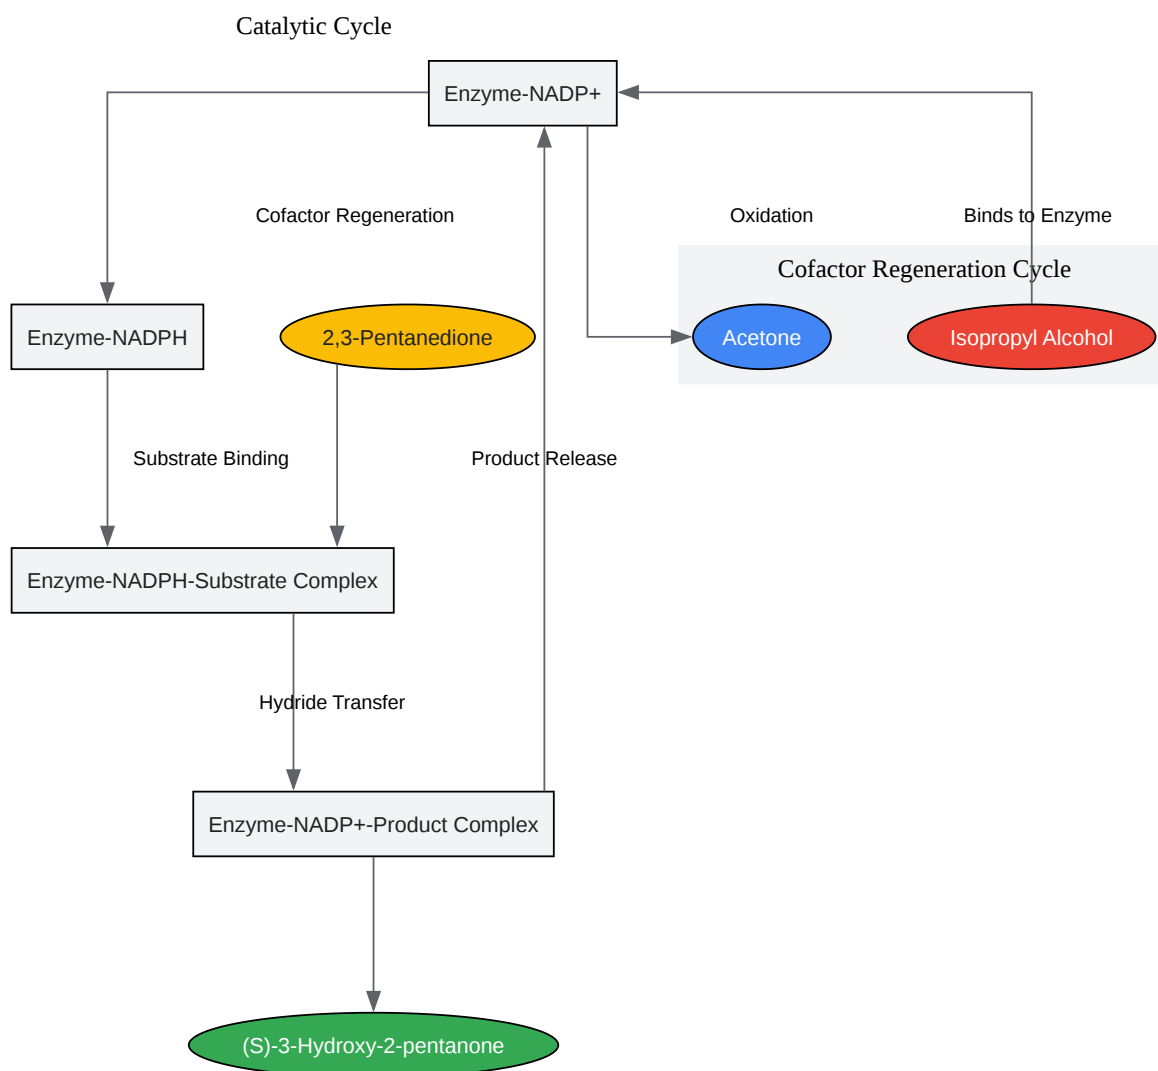 Catalytic Cycle
Enzyme-NADP+
Cofactor Regeneration
Oxidation
Binds to Enzyme
Cofactor Regeneration Cycle
Enzyme-NADPH
2,3-Pentanedione
Acetone
Isopropyl Alcohol
Substrate Binding
Product Release
Enzyme-NADPH-Substrate Complex
Hydride Transfer
Enzyme-NADP+-Product Complex
(S)-3-Hydroxy-2-pentanone